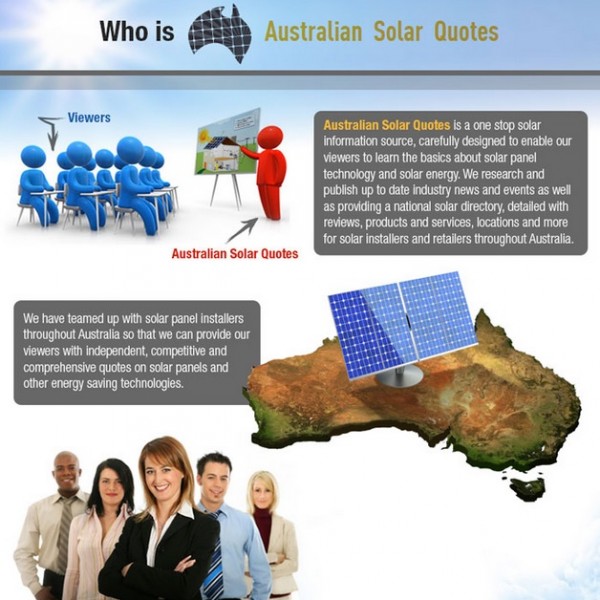 Who is Australian Solar Quotes
Viewers
Australian Solar Quotes
Australian Solar Quotes is a one stop solar
information source, carefully designed to enable our
viewers to learn the basics about solar panel
technology and solar energy. We research and
publish up to date industry news and events as well
as providing a national solar directory, detailed with
reviews, products and services, locations and more
for solar installers and retailers throughout Australia.
We have teamed up with solar panel installers
throughout Australia so that we can provide our
viewers with independent, competitive and
comprehensive quotes on solar panels and
other energy saving technologies.